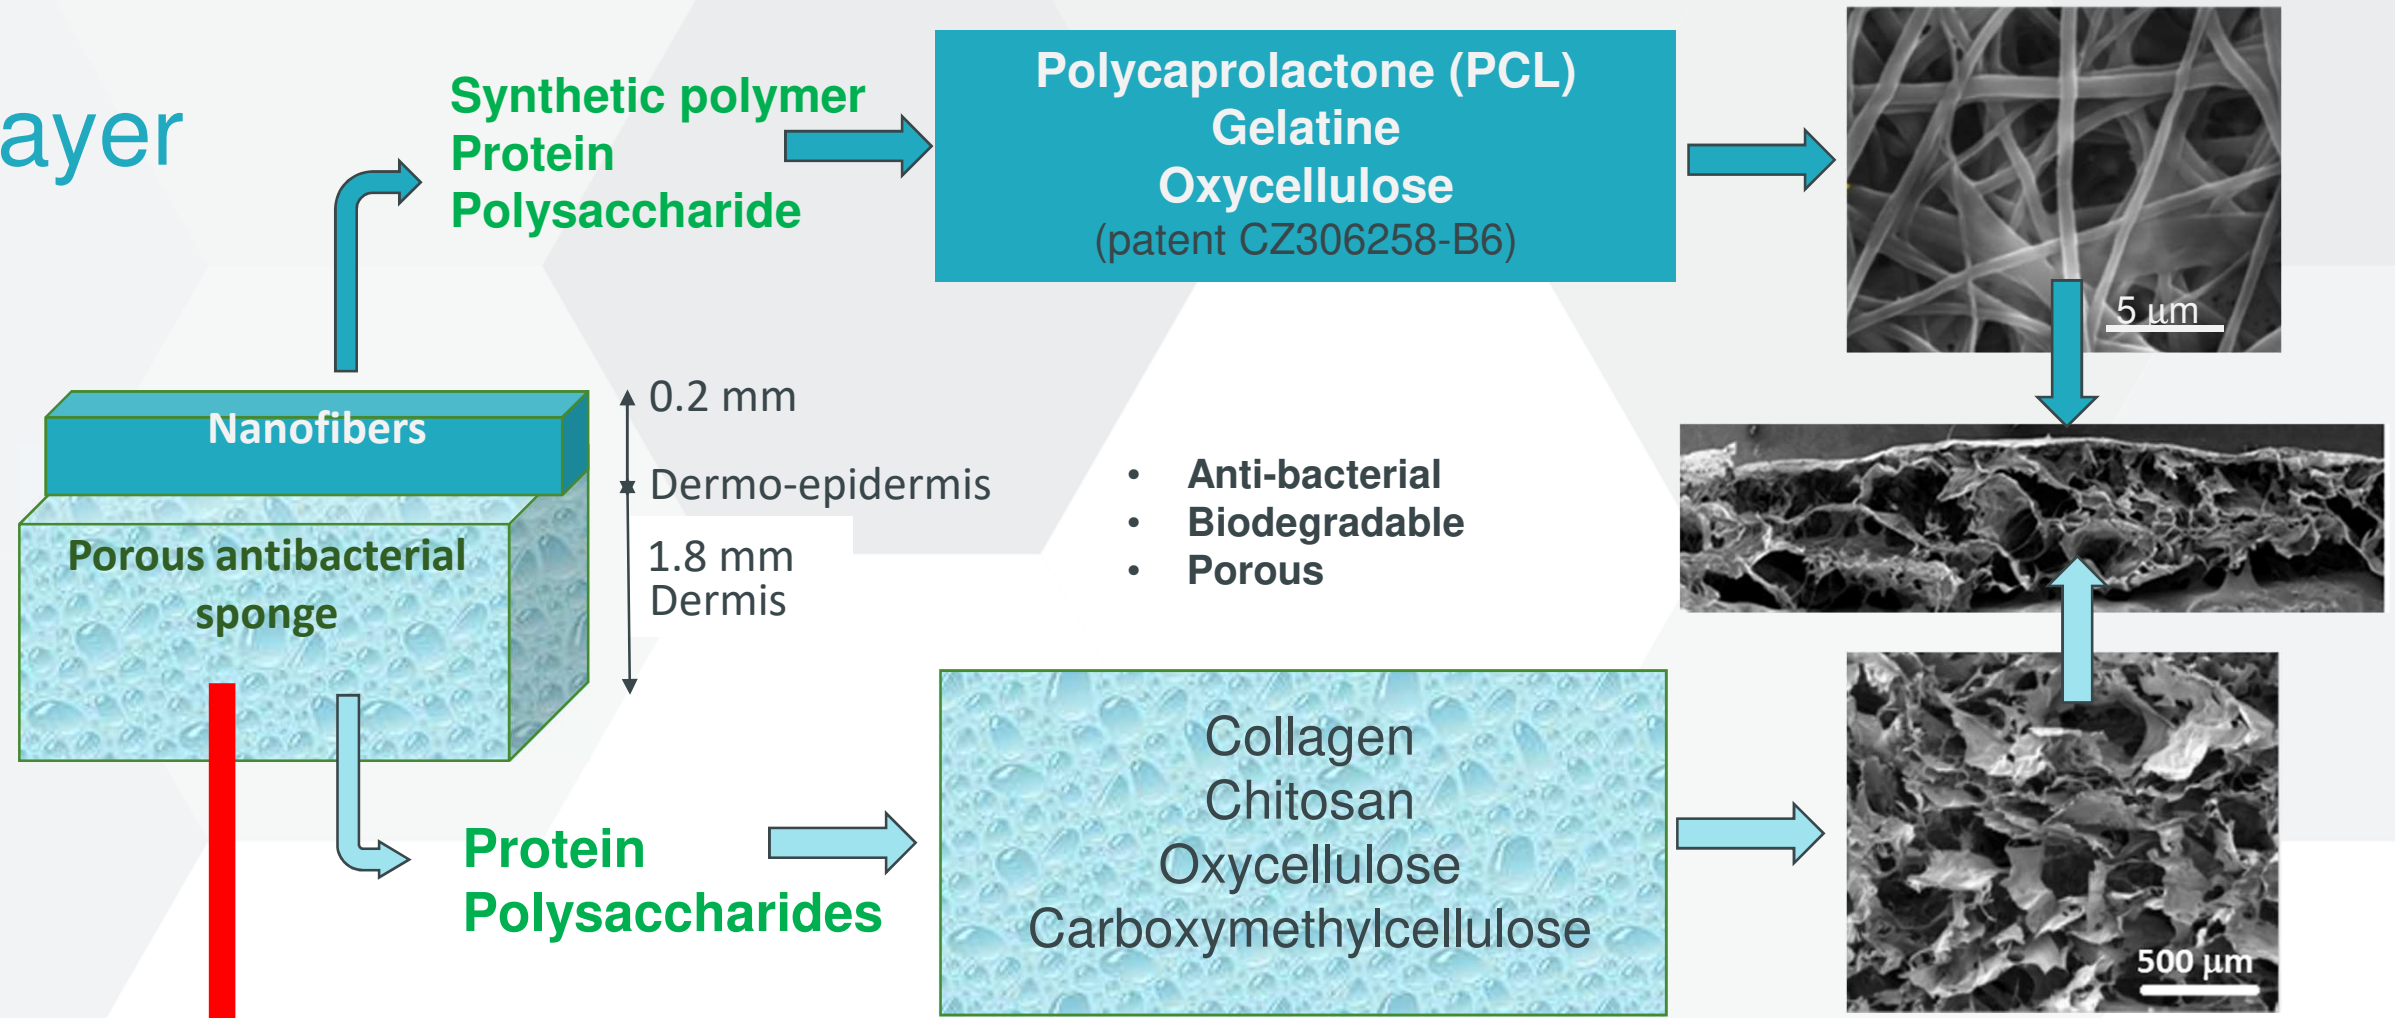 ayer
Synthetic polymer
Protein
Polysaccharide
Polycaprolactone (PCL)
Gelatine
Oxycellulose
(patent CZ306258-B6)
5 µm
Nanofibers
Porous antibacterial
sponge
0.2 mm
Dermo-epidermis
1.8 mm
Dermis
• Anti-bacterial
• Biodegradable
• Porous
Protein
Polysaccharides
Collagen
Chitosan
Oxycellulose
Carboxymethylcellulose
500 µm